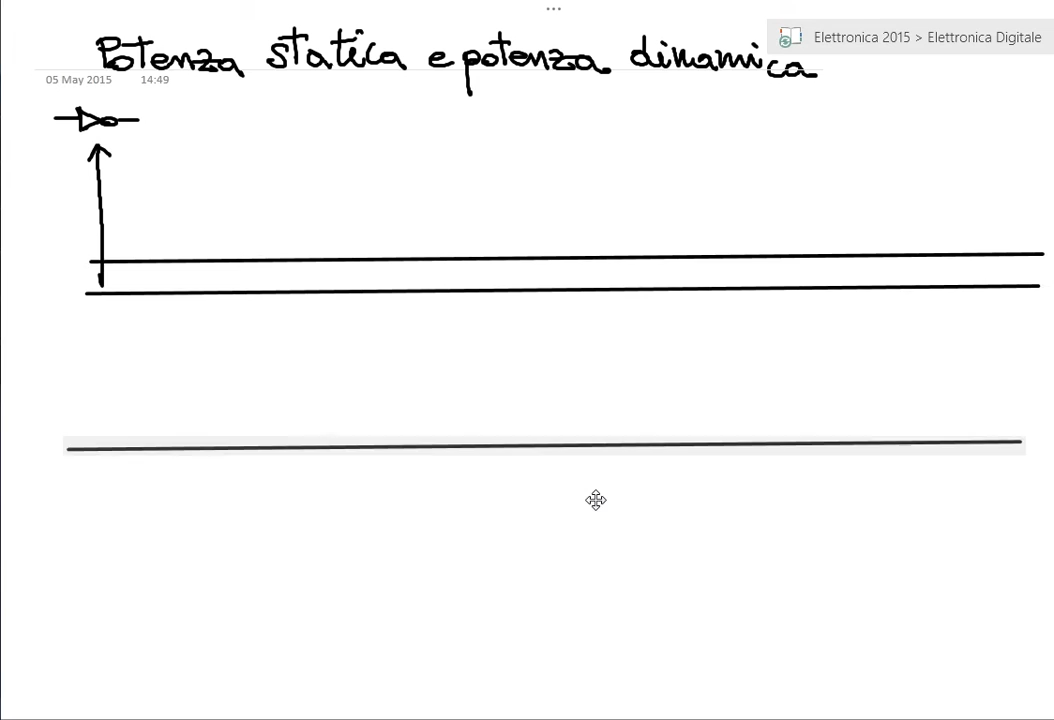 Potenza statica e potenza dinamica
Elettronica 2015 > Elettronica Digitale
05 May 2015 14:49